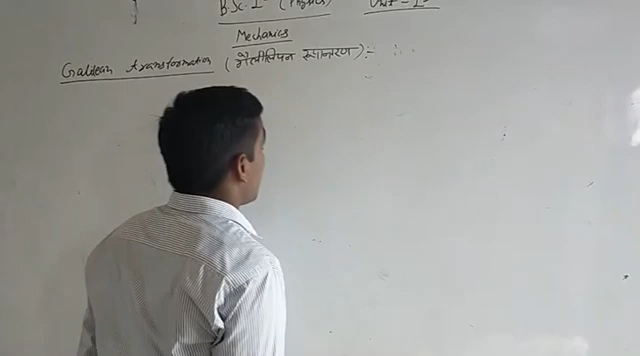 B.Sc. I (Physics) Unit - I
Mechanics
Galilean transformation (गैलीलियन रूपान्तरण) :-